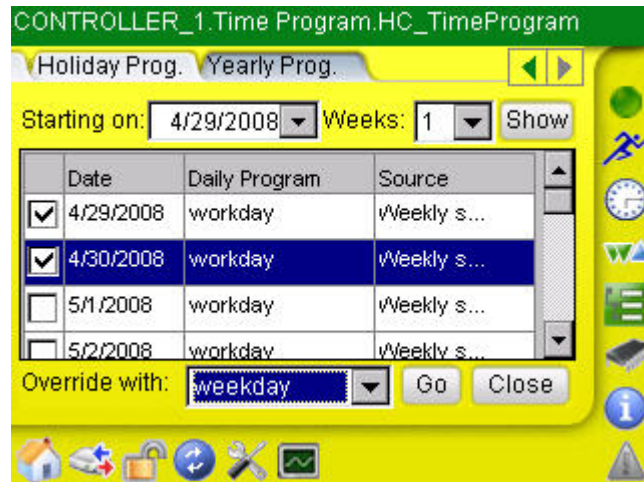 CONTROLLER_1.Time Program.HC_TimeProgram
Holiday Prog. Yearly Prog.
Starting on: 4/29/2008 Weeks: 1 Show
Date Daily Program Source
4/29/2008 workday Weekly s...
4/30/2008 workday Weekly s...
5/1/2008 workday Weekly s...
5/2/2008 workday Weekly s...
Override with: weekday Go Close